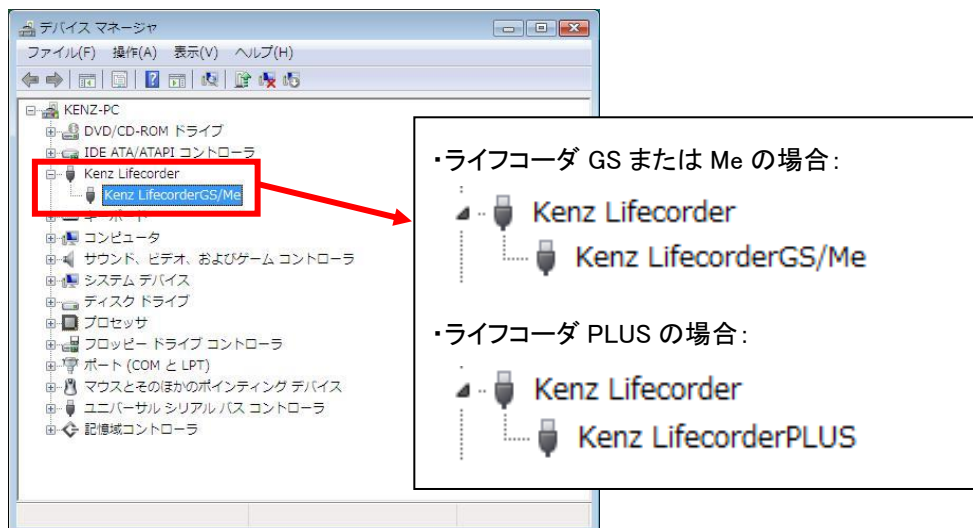 デバイス マネージャ
ファイル(F) 操作(A) 表示(V) ヘルプ(H)
KENZ-PC
DVD/CD-ROM ドライブ
IDE ATA/ATAPI コントローラ
Kenz Lifecorder
Kenz LifecorderGS/Me
キーボード
コンピュータ
サウンド、ビデオ、およびゲーム コントローラ
システム デバイス
ディスク ドライブ
プロセッサ
フロッピー ドライブ コントローラ
ポート (COM と LPT)
マウスとそのほかのポインティング デバイス
ユニバーサル シリアル バス コントローラ
記憶域コントローラ
・ライフコーダ GS または Me の場合:
Kenz Lifecorder
Kenz LifecorderGS/Me
・ライフコーダ PLUS の場合:
Kenz Lifecorder
Kenz LifecorderPLUS